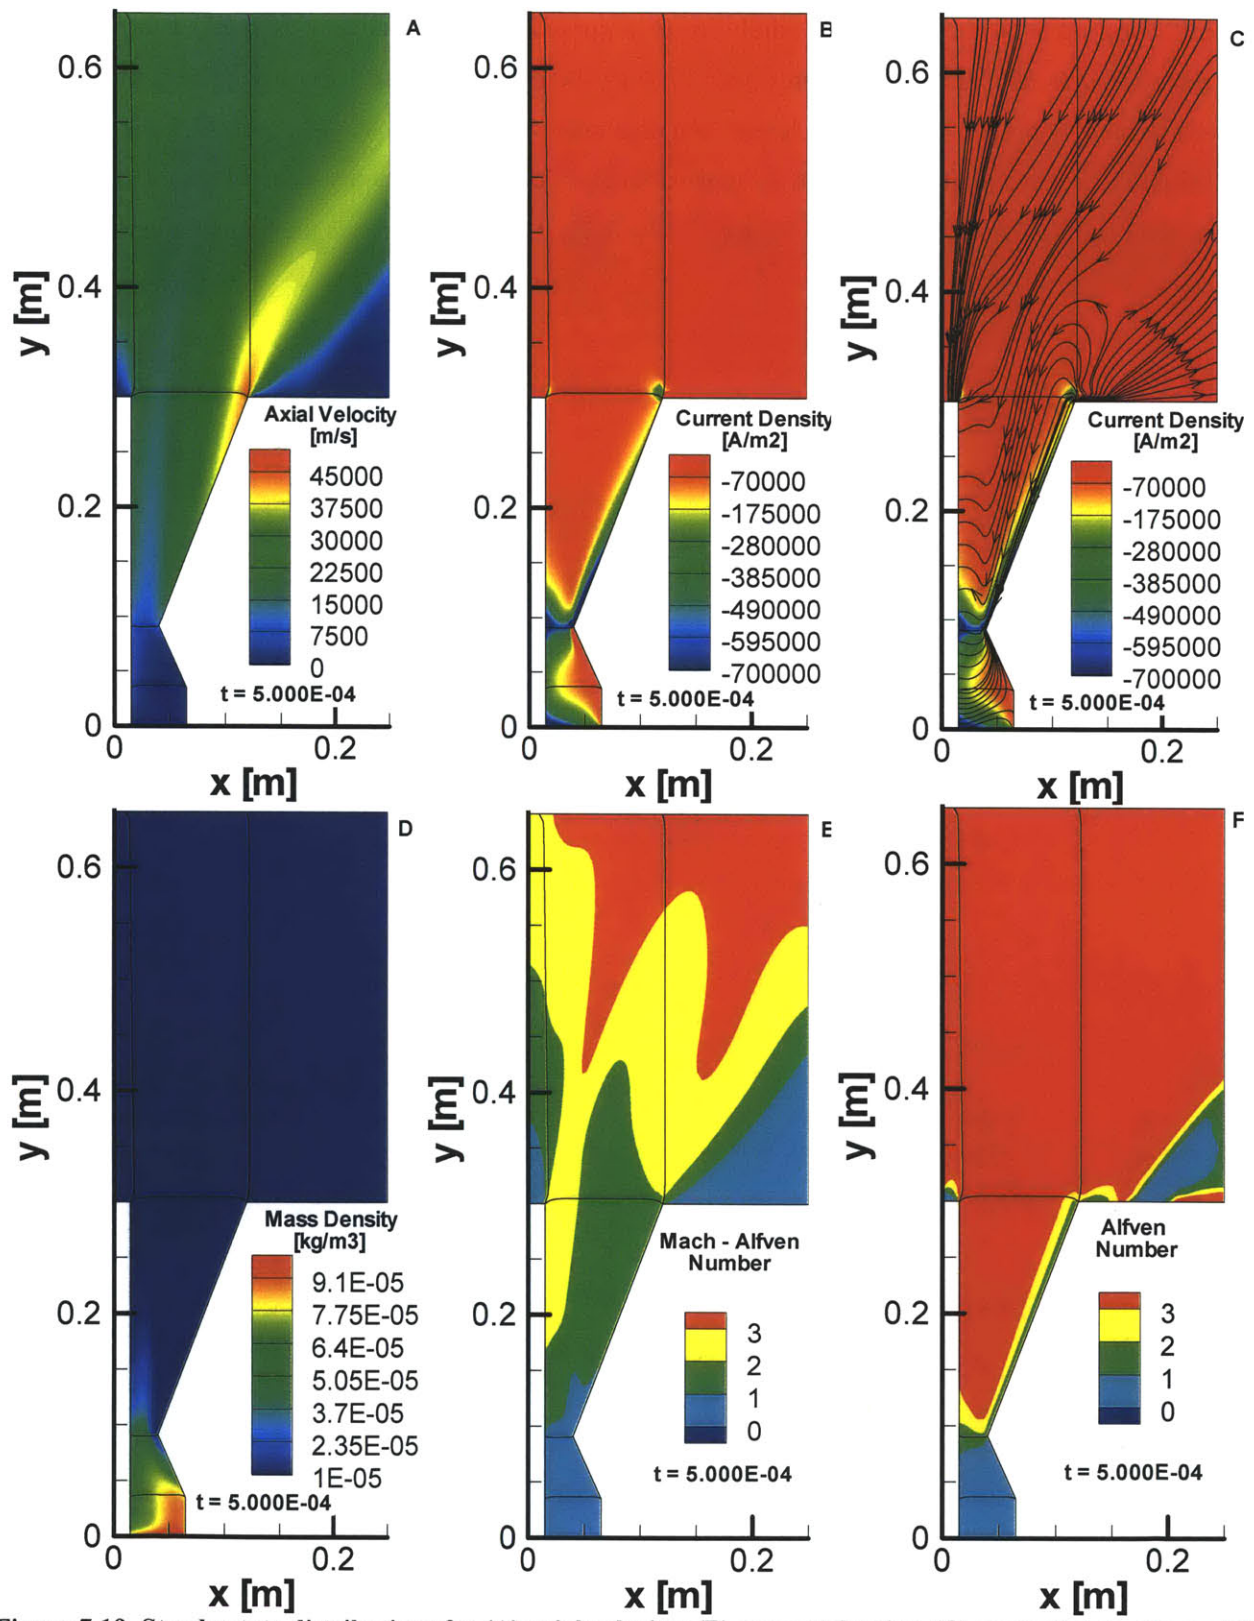 A
0.6
0.4
0.2
0
y [m]
Axial Velocity
[m/s]
45000
37500
30000
22500
15000
7500
0
t = 5.000E-04
0
0.2
x [m]
B
0.6
0.4
0.2
0
y [m]
Current Density
[A/m2]
-70000
-175000
-280000
-385000
-490000
-595000
-700000
t = 5.000E-04
0
0.2
x [m]
C
0.6
0.4
0.2
0
y [m]
Current Density
[A/m2]
-70000
-175000
-280000
-385000
-490000
-595000
-700000
t = 5.000E-04
0
0.2
x [m]
D
0.6
0.4
0.2
0
y [m]
Mass Density
[kg/m3]
9.1E-05
7.75E-05
6.4E-05
5.05E-05
3.7E-05
2.35E-05
1E-05
t = 5.000E-04
0
0.2
x [m]
E
0.6
0.4
0.2
0
y [m]
Mach - Alfven
Number
3
2
1
0
t = 5.000E-04
0
0.2
x [m]
F
0.6
0.4
0.2
0
y [m]
Alfven
Number
3
2
1
0
t = 5.000E-04
0
0.2
x [m]